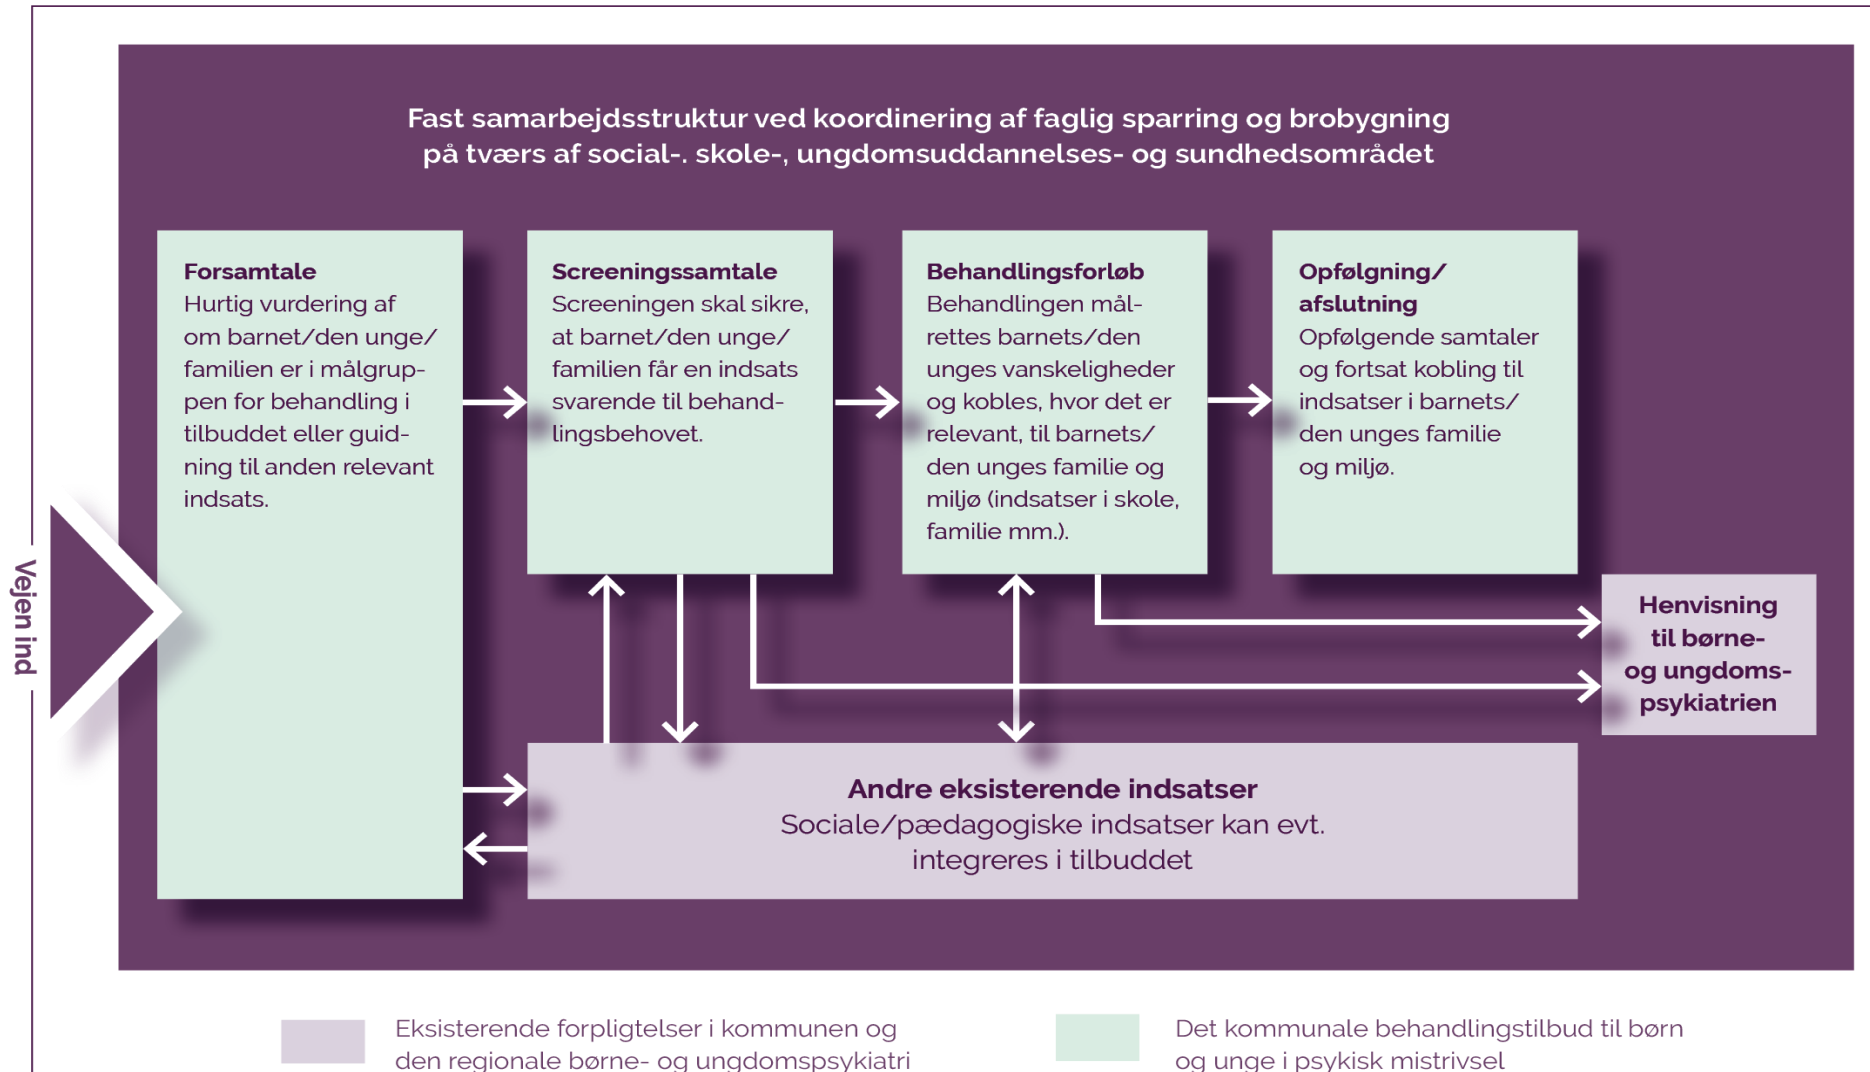 Fast samarbejdsstruktur ved koordinering af faglig sparring og brobygning
på tværs af social-. skole-, ungdomsuddannelses- og sundhedsområdet
Vejen ind
Forsamtale
Hurtig vurdering af
om barnet/den unge/
familien er i målgrup-
pen for behandling i
tilbuddet eller guid-
ning til anden relevant
indsats.
Screeningssamtale
Screeningen skal sikre,
at barnet/den unge/
familien får en indsats
svarende til behand-
lingsbehovet.
Behandlingsforløb
Behandlingen mål-
rettes barnets/den
unges vanskeligheder
og kobles, hvor det er
relevant, til barnets/
den unges familie og
miljø (indsatser i skole,
familie mm.).
Opfølgning/
afslutning
Opfølgende samtaler
og fortsat kobling til
indsatser i barnets/
den unges familie
og miljø.
Henvisning
til børne-
og ungdoms-
psykiatrien
Andre eksisterende indsatser
Sociale/pædagogiske indsatser kan evt.
integreres i tilbuddet
Eksisterende forpligtelser i kommunen og
den regionale børne- og ungdomspsykiatri
Det kommunale behandlingstilbud til børn
og unge i psykisk mistrivsel